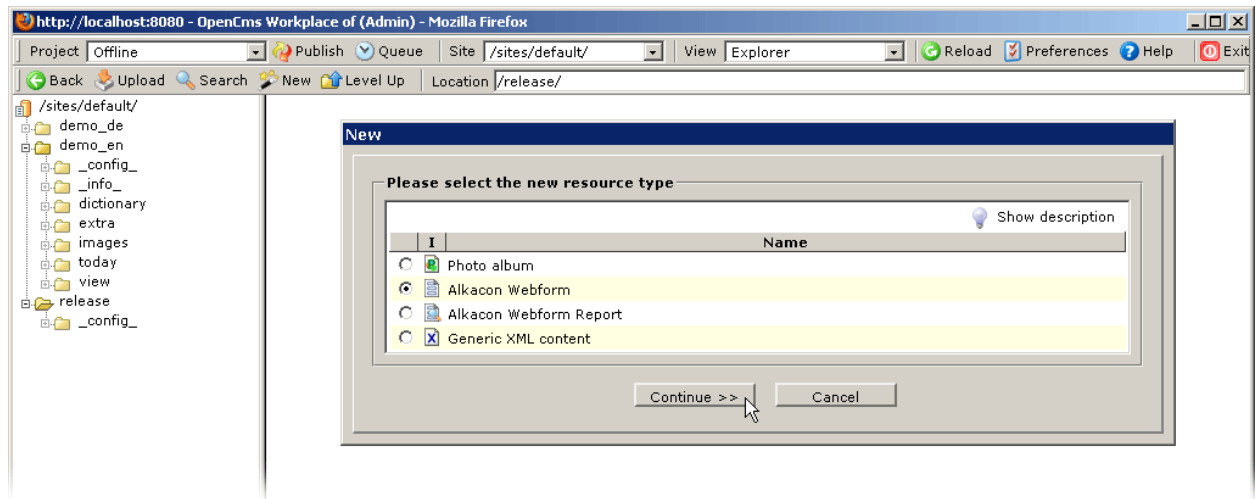 http://localhost:8080 - OpenCms Workplace of (Admin) - Mozilla Firefox
Project Offline Publish Queue Site /sites/default/ View Explorer Reload Preferences Help Exit
Back Upload Search New Level Up Location /release/
/sites/default/
demo_de
demo_en
_config_
_info_
dictionary
extra
images
today
view
release
_config_
New
Please select the new resource type
Show description
I Name
Photo album
Alkacon Webform
Alkacon Webform Report
Generic XML content
Continue >> Cancel